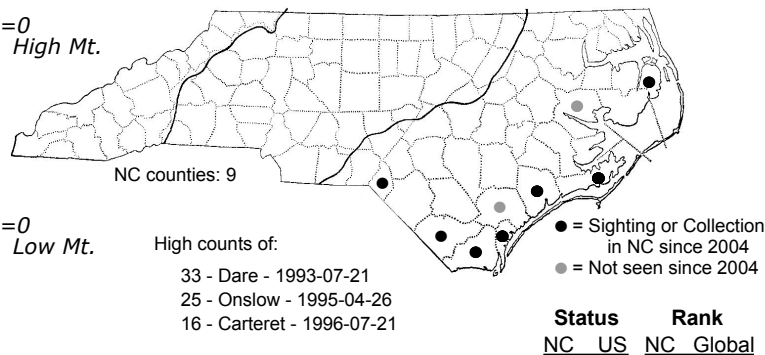 =0
High Mt.
NC counties: 9
=0
Low Mt.
High counts of:
33 - Dare - 1993-07-21
25 - Onslow - 1995-04-26
16 - Carteret - 1996-07-21
= Sighting or Collection
in NC since 2004
= Not seen since 2004
Status Rank
NC US NC Global